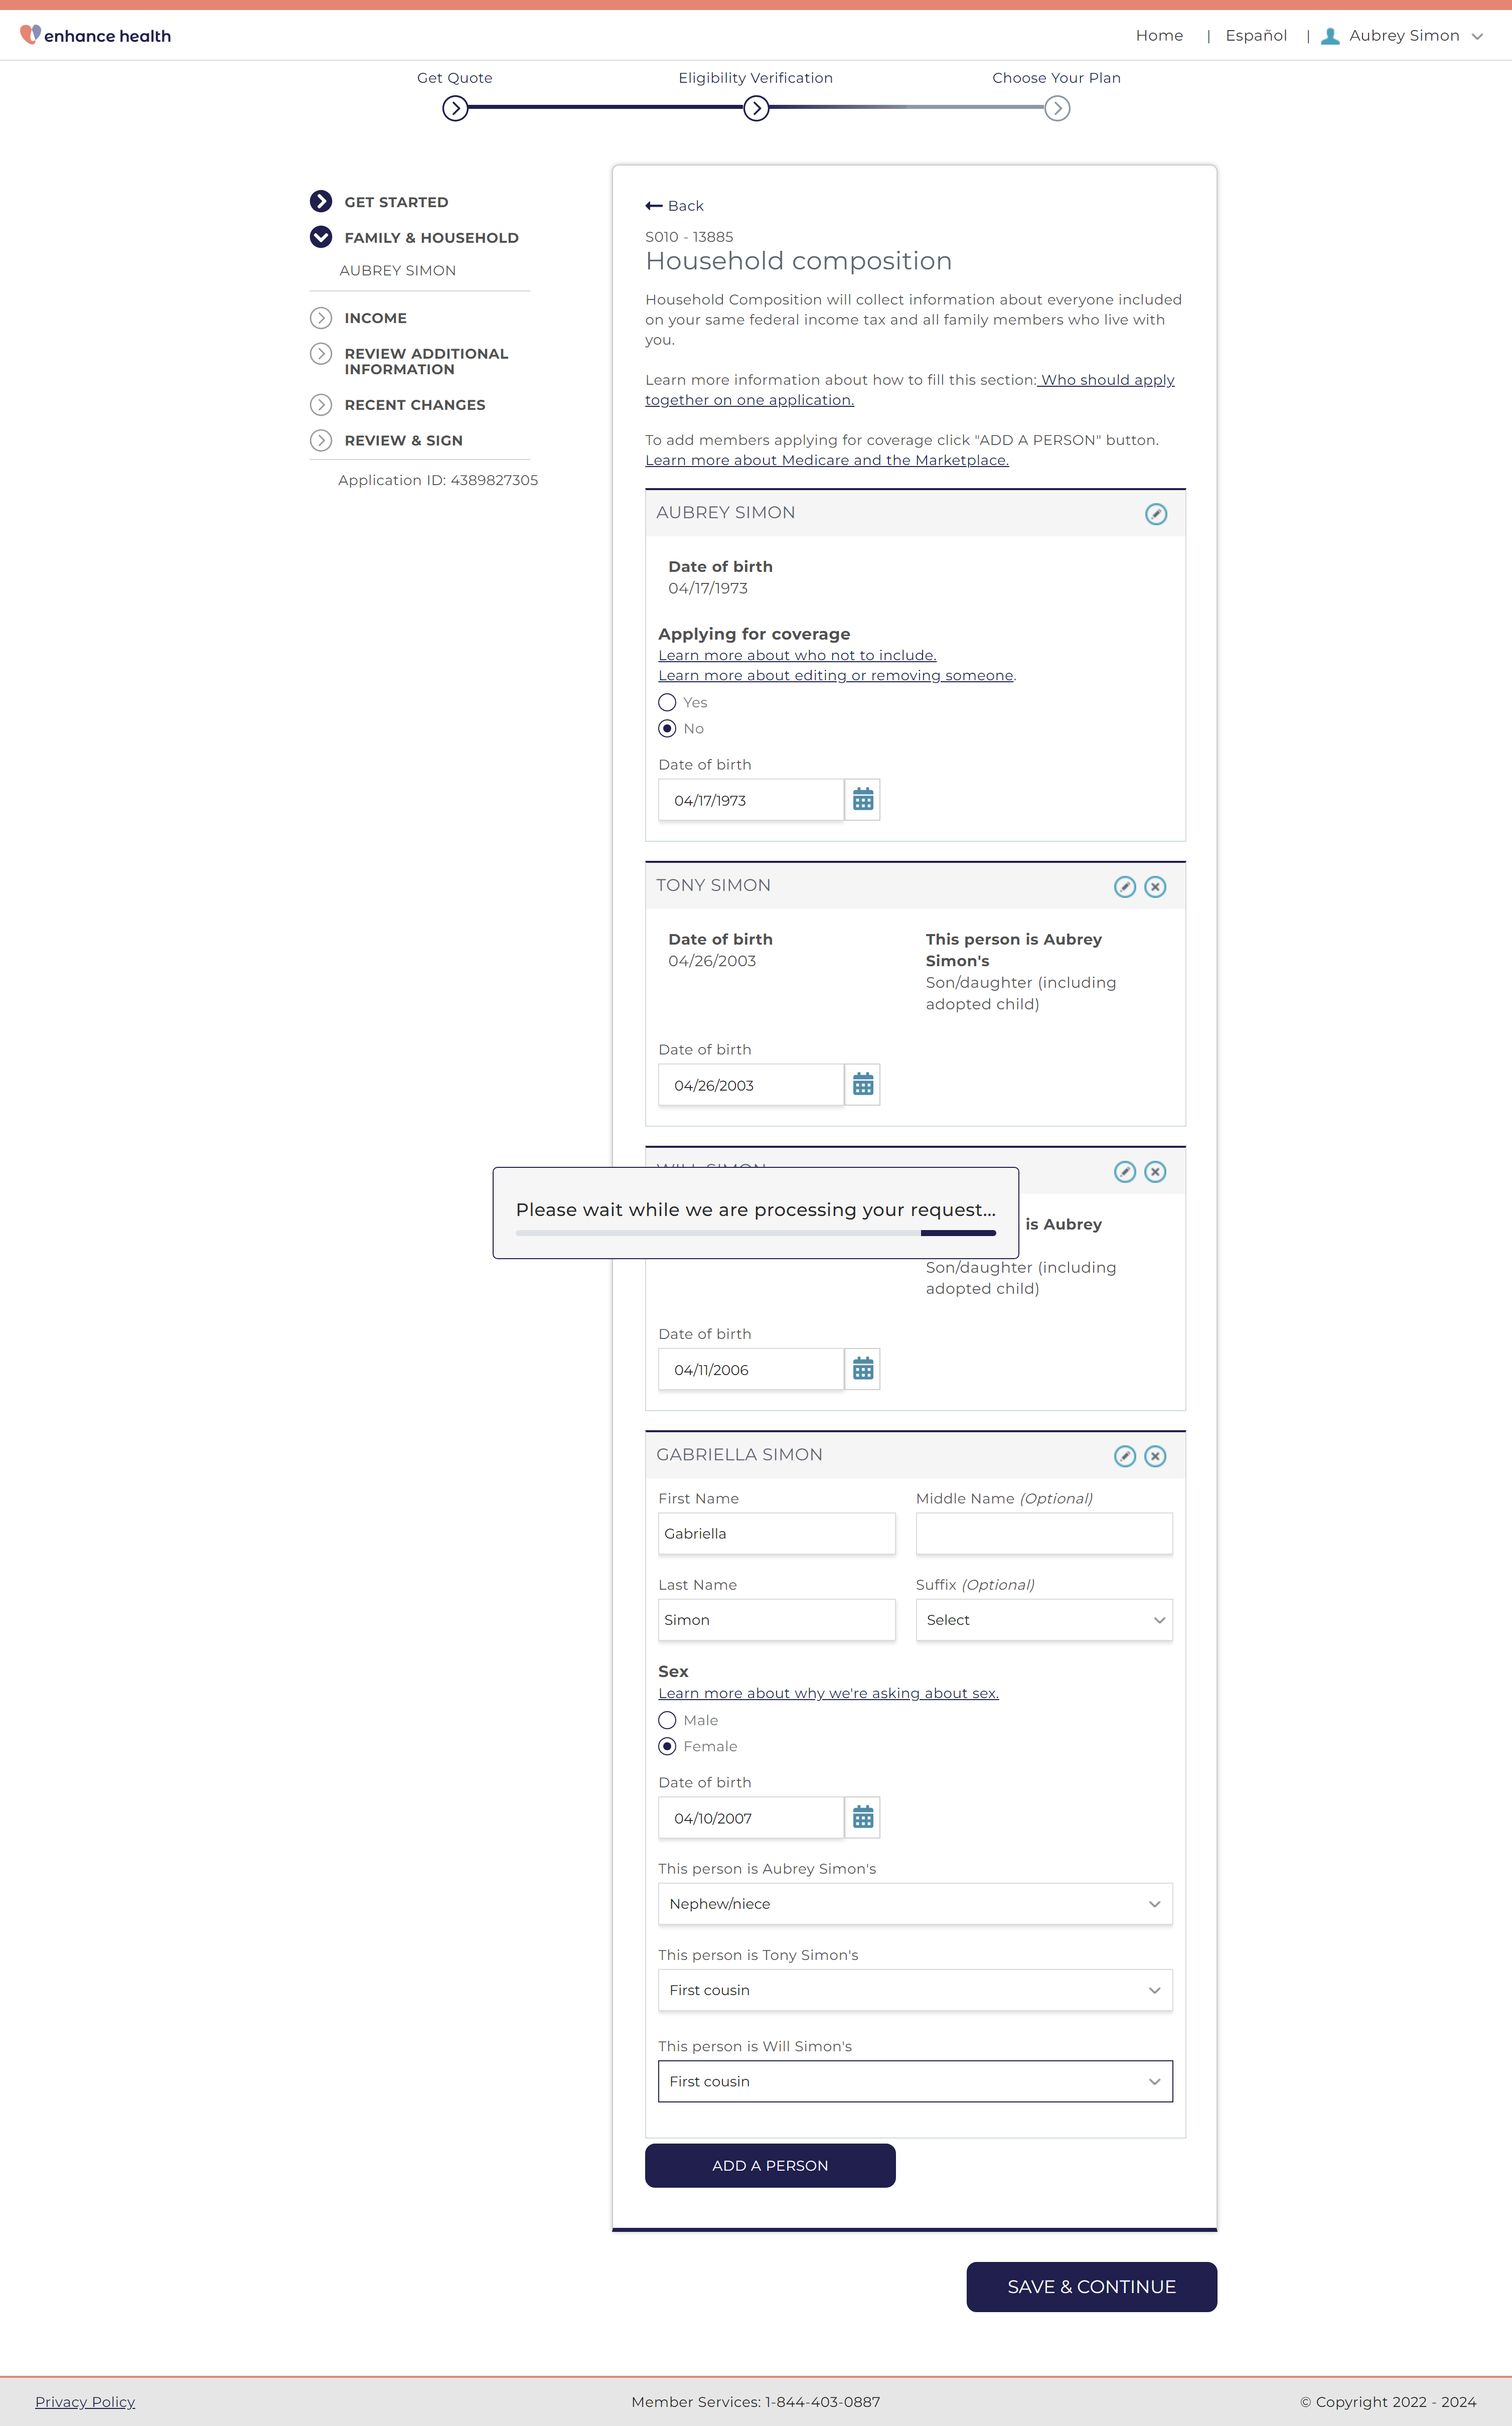 enhance health
Home | Español | Aubrey Simon
Get Quote
Eligibility Verification
Choose Your Plan
GET STARTED
FAMILY & HOUSEHOLD
AUBREY SIMON
INCOME
REVIEW ADDITIONAL
INFORMATION
RECENT CHANGES
REVIEW & SIGN
Application ID: 4389827305
Back
S010 - 13885
Household composition
Household Composition will collect information about everyone included
on your same federal income tax and all family members who live with
you.
Learn more information about how to fill this section: Who should apply
together on one application.
To add members applying for coverage click "ADD A PERSON" button.
Learn more about Medicare and the Marketplace.
AUBREY SIMON
Date of birth
04/17/1973
Applying for coverage
Learn more about who not to include.
Learn more about editing or removing someone.
Yes
No
Date of birth
04/17/1973
TONY SIMON
Date of birth
04/26/2003
This person is Aubrey
Simon's
Son/daughter (including
adopted child)
Date of birth
04/26/2003
WILL SIMON
Please wait while we are processing your request...
is Aubrey
Son/daughter (including
adopted child)
Date of birth
04/11/2006
GABRIELLA SIMON
First Name
Middle Name (Optional)
Gabriella
Last Name
Suffix (Optional)
Simon
Select
Sex
Learn more about why we're asking about sex.
Male
Female
Date of birth
04/10/2007
This person is Aubrey Simon's
Nephew/niece
This person is Tony Simon's
First cousin
This person is Will Simon's
First cousin
ADD A PERSON
SAVE & CONTINUE
Privacy Policy
Member Services: 1-844-403-0887
© Copyright 2022 - 2024